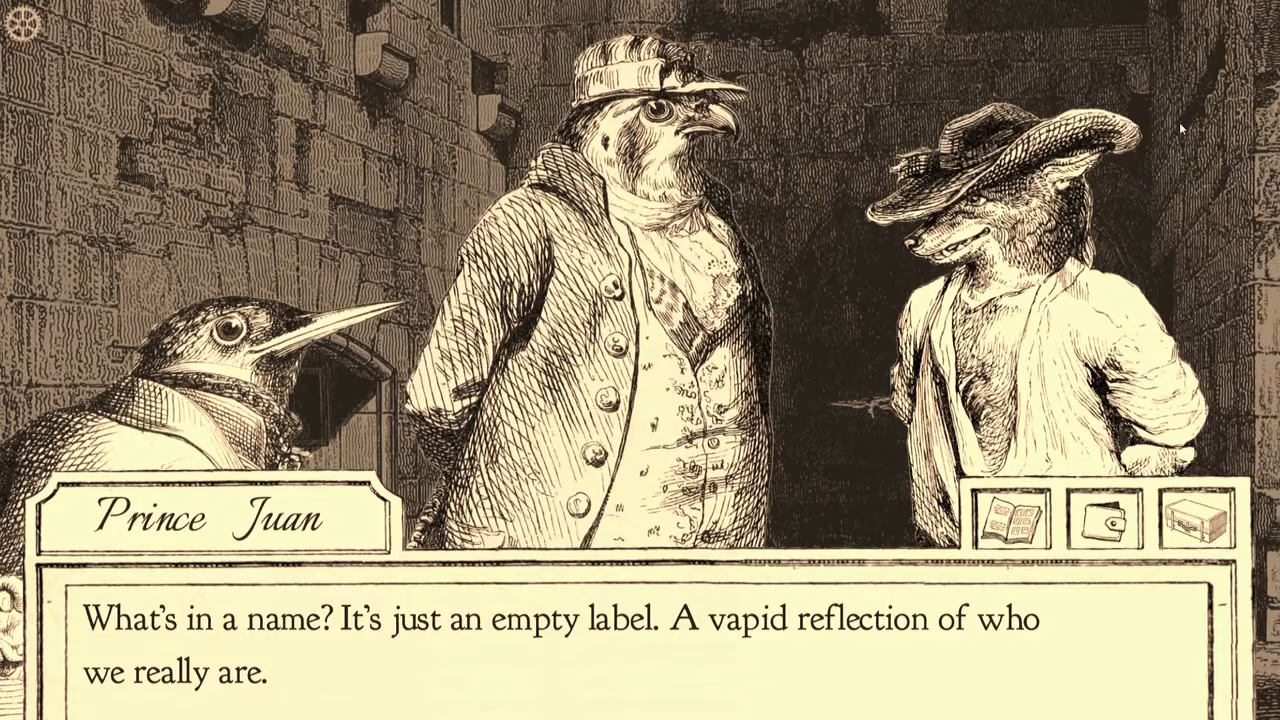 Prince Juan
What's in a name? It's just an empty label. A vapid reflection of who
we really are.